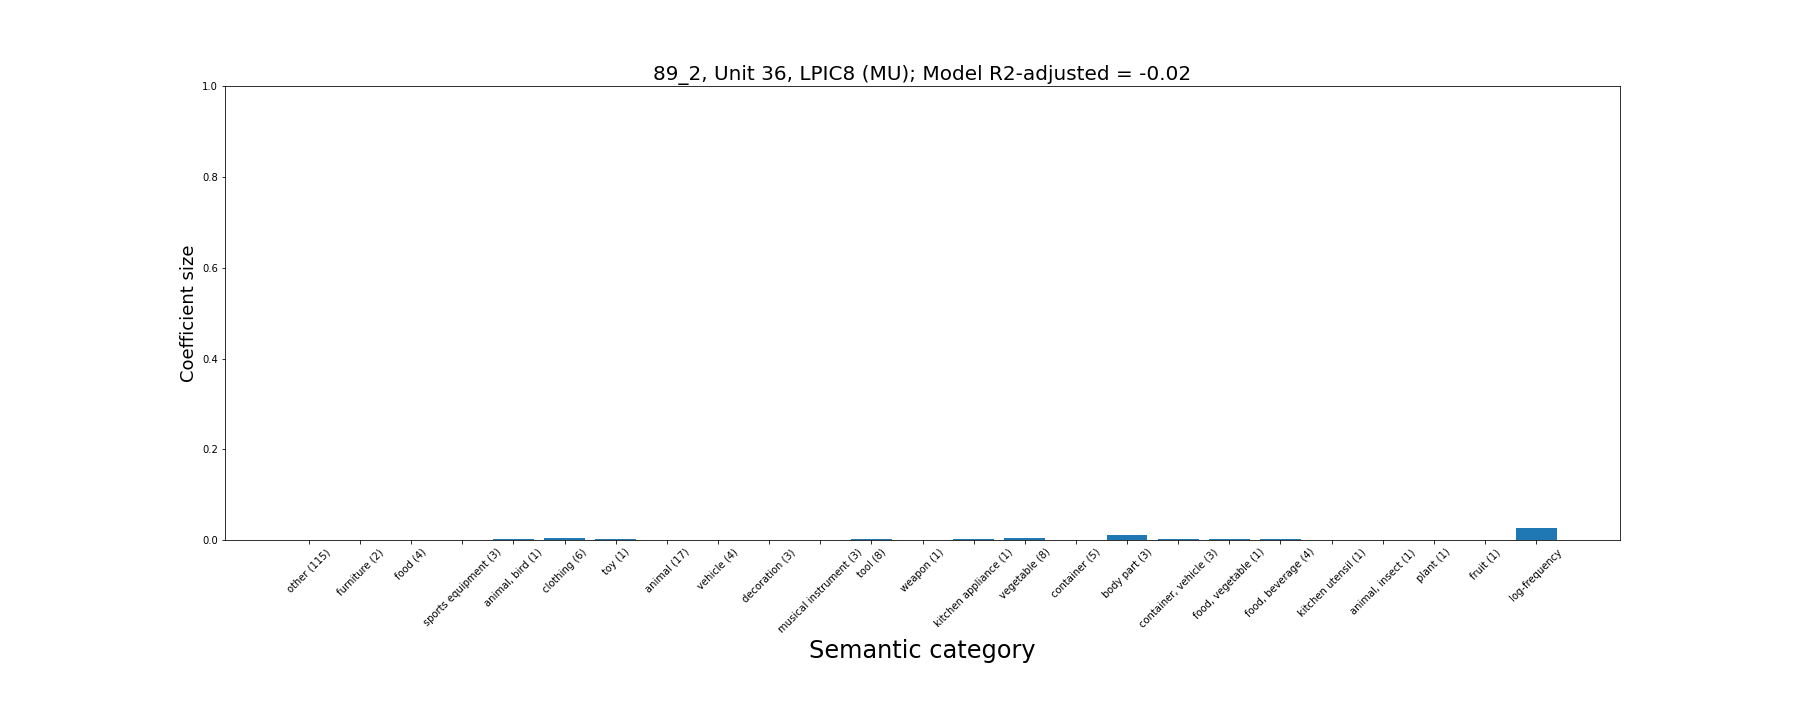 89_2, Unit 36, LPIC8 (MU); Model R2-adjusted = -0.02
1.0
0.8
0.6
0.4
0.2
0.0
Coefficient size
other (115)
furniture (2)
food (4)
sports equipment (3)
animal, bird (1)
clothing (6)
toy (1)
animal (17)
vehicle (4)
decoration (3)
musical instrument (3)
tool (8)
weapon (1)
kitchen appliance (1)
vegetable (8)
container (5)
body part (3)
container, vehicle (3)
food, vegetable (1)
food, beverage (4)
kitchen utensil (1)
animal, insect (1)
plant (1)
fruit (1)
log-frequency
Semantic category